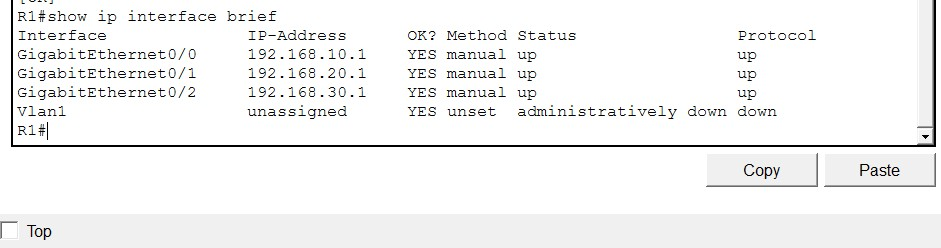 [OK]
R1#show ip interface brief
Interface              IP-Address      OK? Method Status                Protocol
GigabitEthernet0/0     192.168.10.1    YES manual up                    up
GigabitEthernet0/1     192.168.20.1    YES manual up                    up
GigabitEthernet0/2     192.168.30.1    YES manual up                    up
Vlan1                  unassigned      YES unset  administratively down down
R1#
Copy Paste
Top